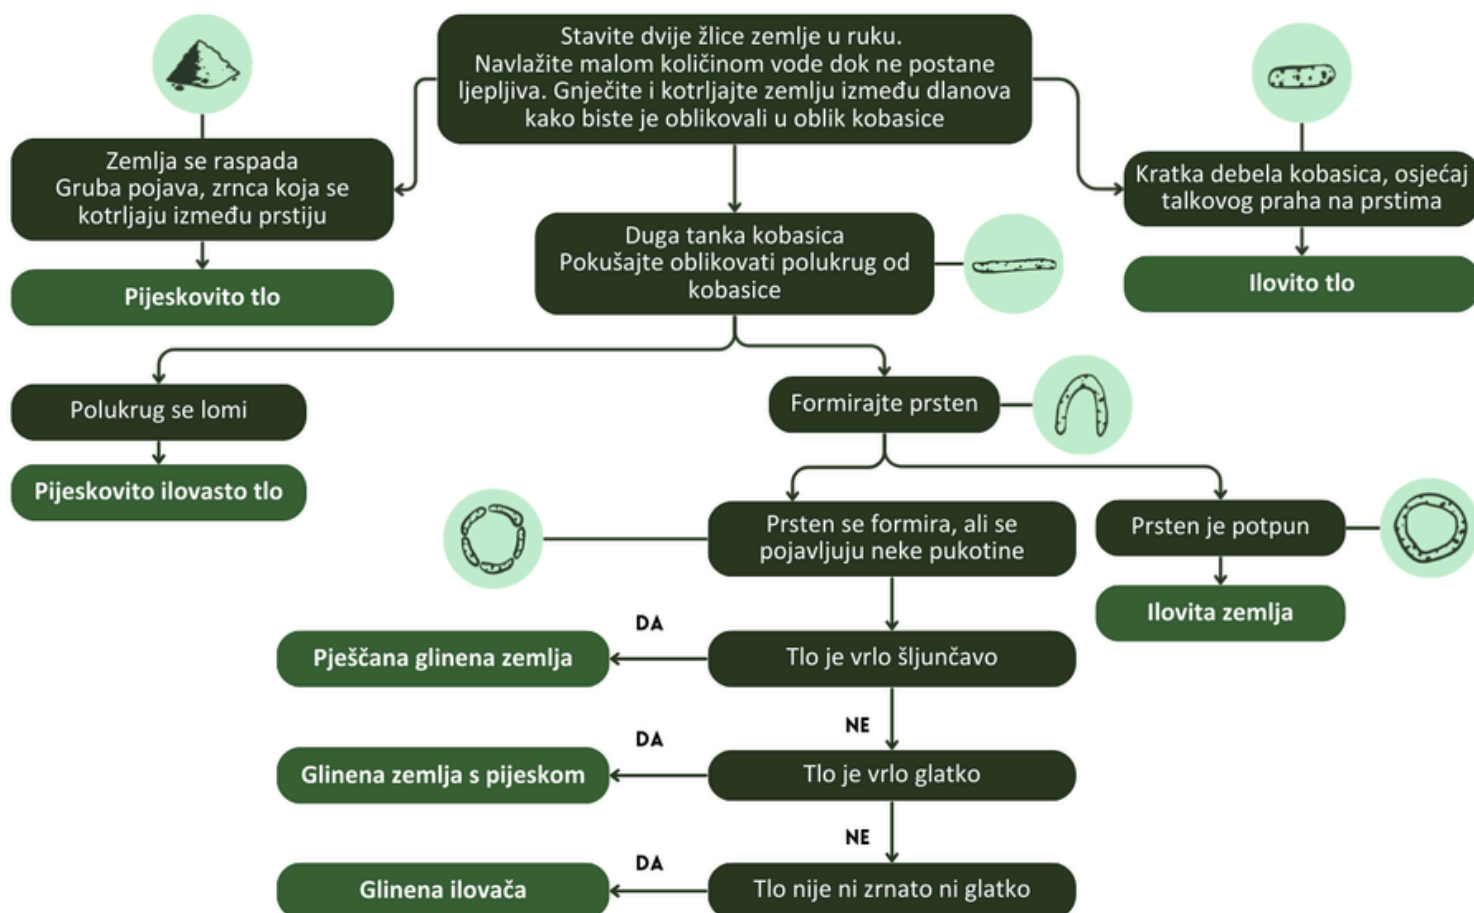 Stavite dvije žlice zemlje u ruku.
Navlažite malom količinom vode dok ne postane
ljepljiva. Gnječite i kotrljajte zemlju između dlanova
kako biste je oblikovali u oblik kobasice
Zemlja se raspada
Gruba pojava, zrnca koja se
kotrljaju između prstiju
Pijeskovito tlo
Duga tanka kobasica
Pokušajte oblikovati polukrug od
kobasice
Kratka debela kobasica, osjećaj
talkovog praha na prstima
Ilovito tlo
Polukrug se lomi
Pijeskovito ilovasto tlo
Formirajte prsten
Prsten se formira, ali se
pojavljuju neke pukotine
Prsten je potpun
Ilovita zemlja
Tlo je vrlo šljunčavo
DA
Pješčana glinena zemlja
NE
Tlo je vrlo glatko
DA
Glinena zemlja s pijeskom
NE
Tlo nije ni zrnato ni glatko
DA
Glinena ilovača